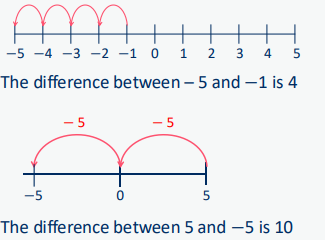 −5 −4 −3 −2 −1 0 1 2 3 4 5
The difference between – 5 and −1 is 4
– 5 – 5
−5 0 5
The difference between 5 and −5 is 10